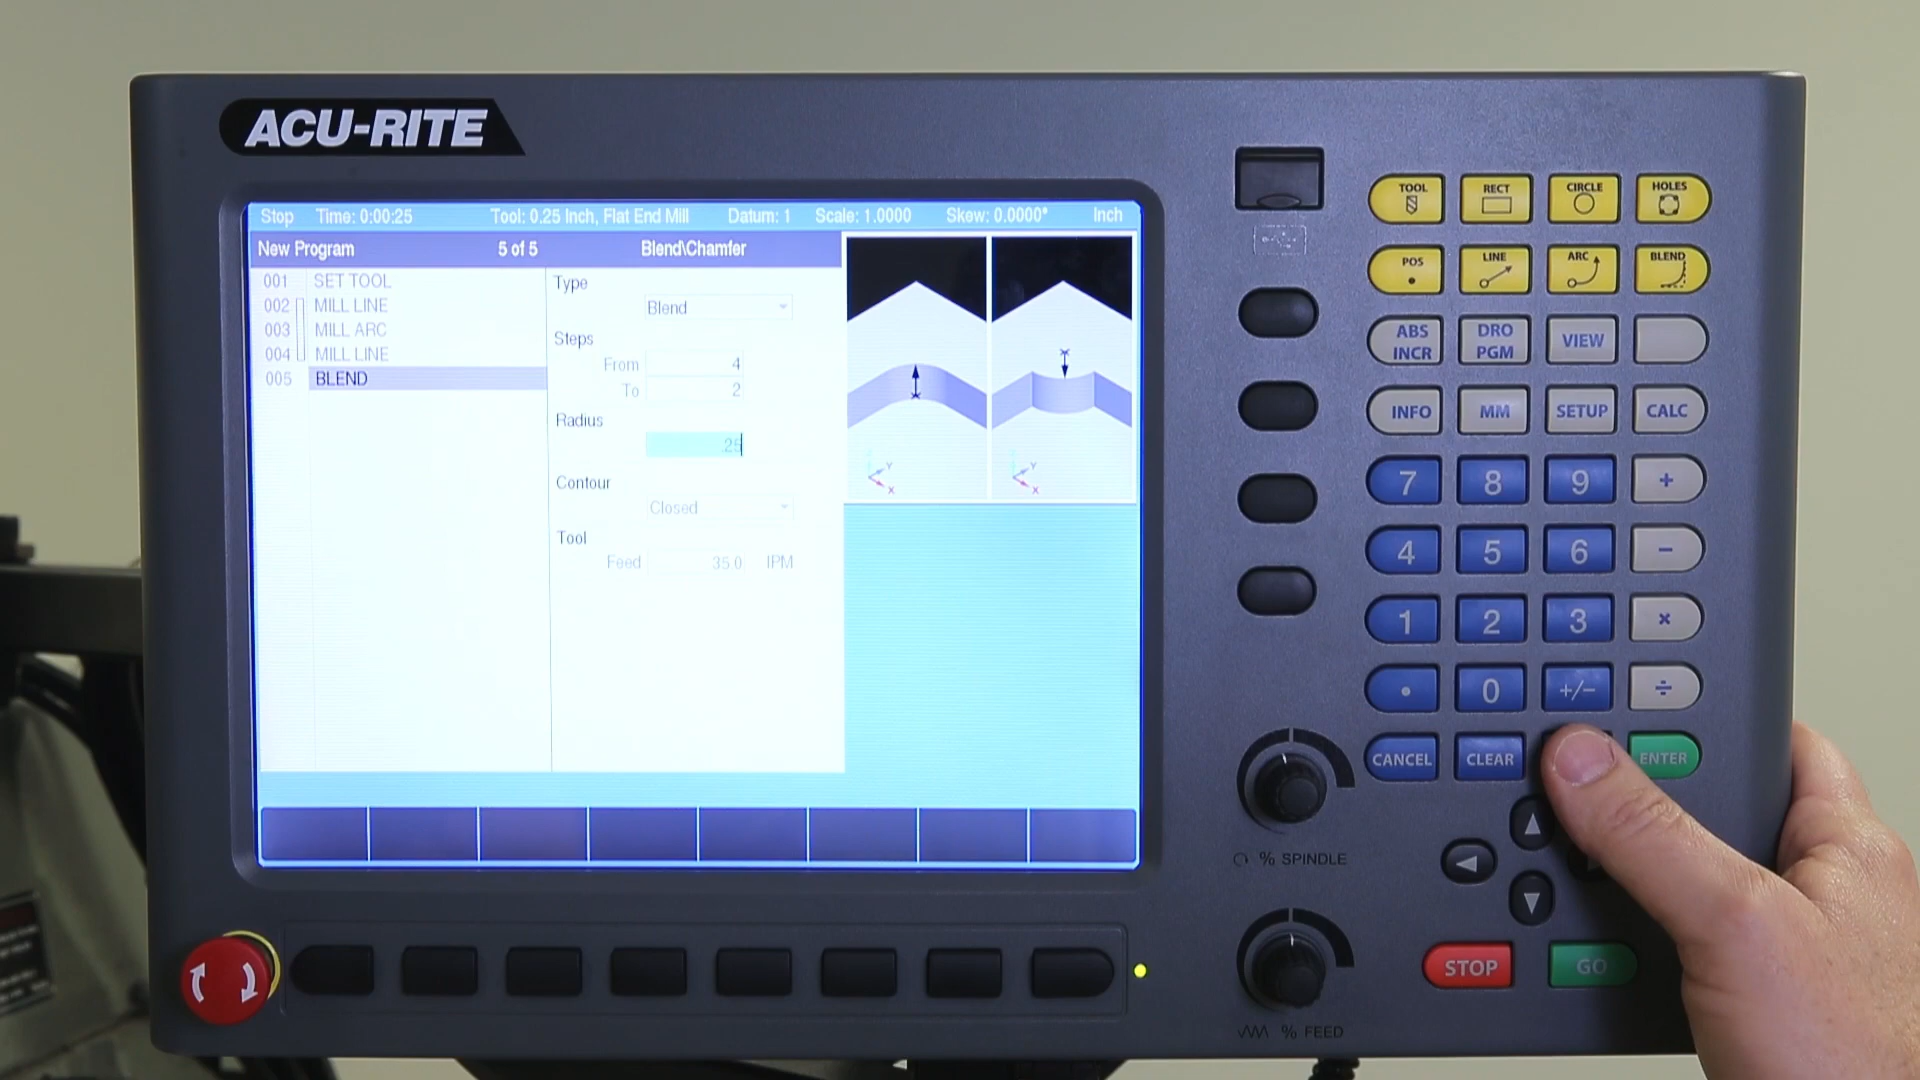 ACU-RITE
Stop Time: 0:00:25 Tool: 0.25 Inch, Flat End Mill Datum: 1 Scale: 1.0000 Skew: 0.0000° Inch
New Program 5 of 5 Blend\Chamfer
001 SET TOOL
002 MILL LINE
003 MILL ARC
004 MILL LINE
005 BLEND
Type
Blend
Steps
From 4
To 2
Radius
.25
Contour
Closed
Tool
Feed 35.0 IPM
Y
X
Y
X
TOOL RECT CIRCLE HOLES
POS LINE ARC BLEND
ABS INCR DRO PGM VIEW
INFO MM SETUP CALC
7 8 9 +
4 5 6 −
1 2 3 ×
. 0 +/− ÷
CANCEL CLEAR ENTER
% SPINDLE
STOP GO
% FEED